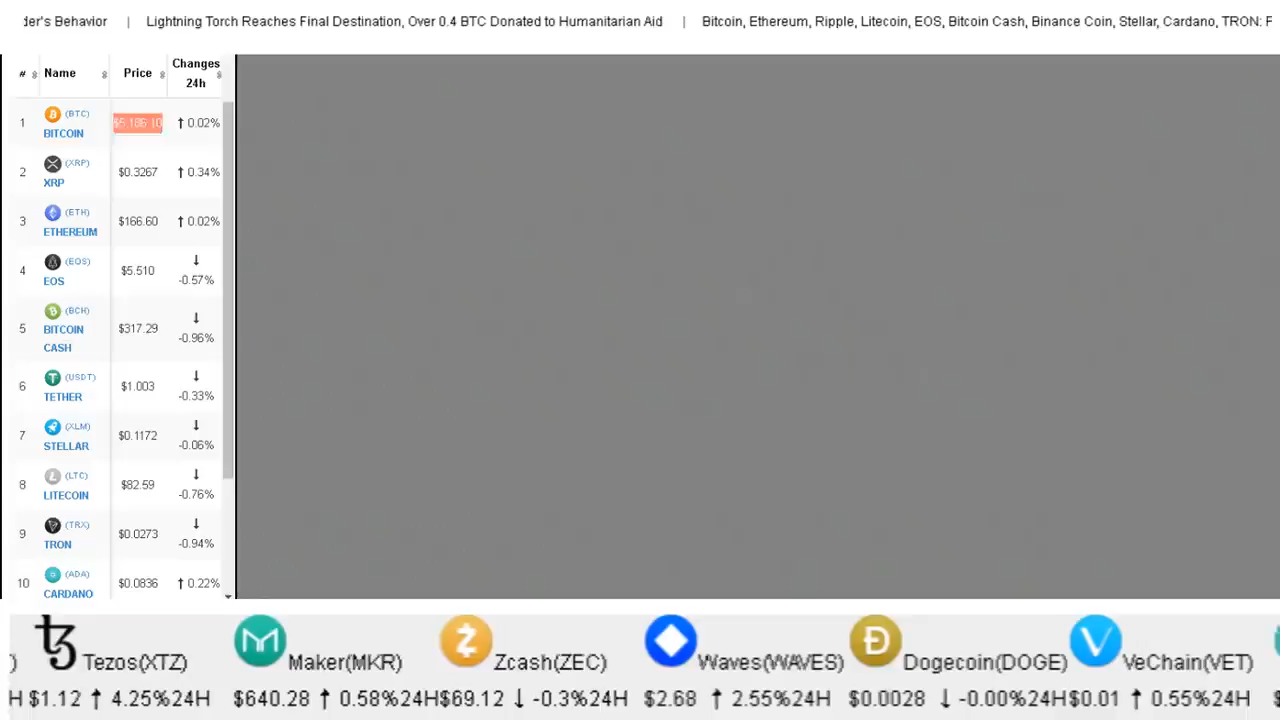 der's Behavior | Lightning Torch Reaches Final Destination, Over 0.4 BTC Donated to Humanitarian Aid | Bitcoin, Ethereum, Ripple, Litecoin, EOS, Bitcoin Cash, Binance Coin, Stellar, Cardano, TRON: F
# Name Price Changes 24h
1 (BTC) BITCOIN $5,186.10 ↑ 0.02%
2 (XRP) XRP $0.3267 ↑ 0.34%
3 (ETH) ETHEREUM $166.60 ↑ 0.02%
4 (EOS) EOS $5.510 ↓ -0.57%
5 (BCH) BITCOIN CASH $317.29 ↓ -0.96%
6 (USDT) TETHER $1.003 ↓ -0.33%
7 (XLM) STELLAR $0.1172 ↓ -0.06%
8 (LTC) LITECOIN $82.59 ↓ -0.76%
9 (TRX) TRON $0.0273 ↓ -0.94%
10 (ADA) CARDANO $0.0836 ↑ 0.22%
) Tezos(XTZ) Maker(MKR) Zcash(ZEC) Waves(WAVES) Dogecoin(DOGE) VeChain(VET)
H $1.12 ↑ 4.25%24H $640.28 ↑ 0.58%24H $69.12 ↓ -0.3%24H $2.68 ↑ 2.55%24H $0.0028 ↓ -0.00%24H $0.01 ↑ 0.55%24H